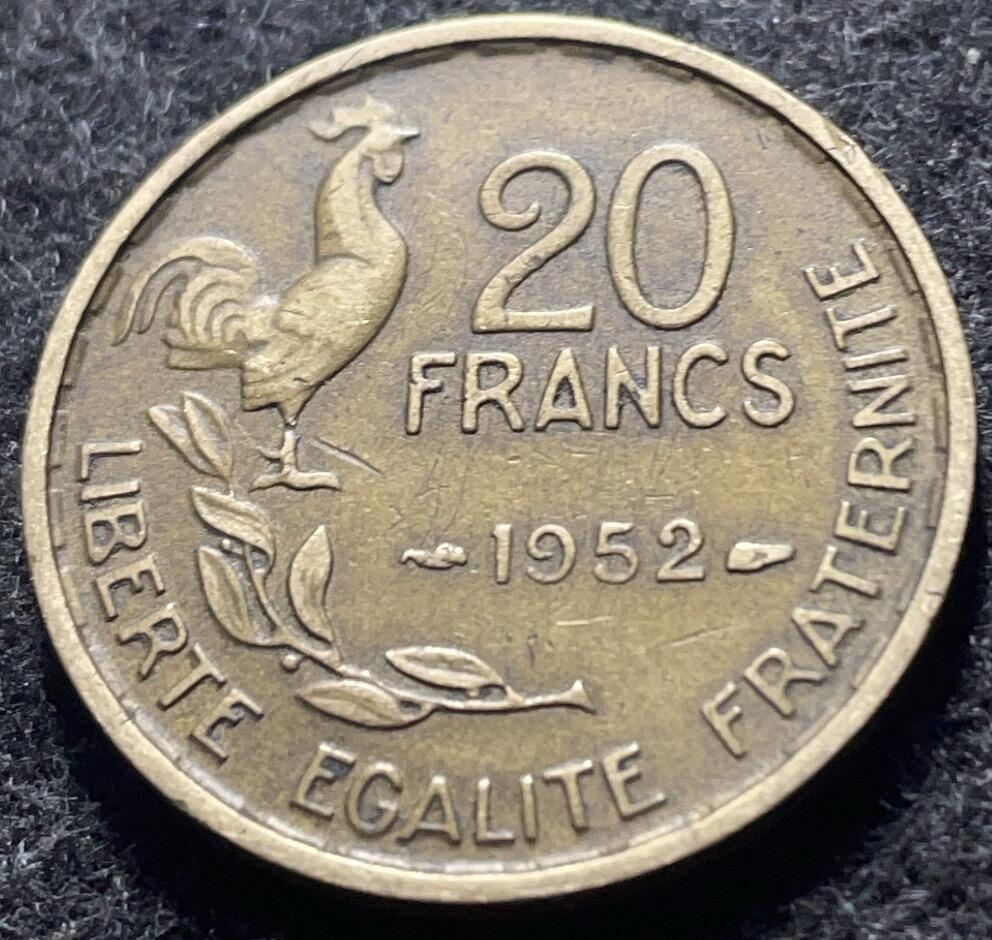 20
FRANCS
1952
LIBERTE EGALITE FRATERNITE